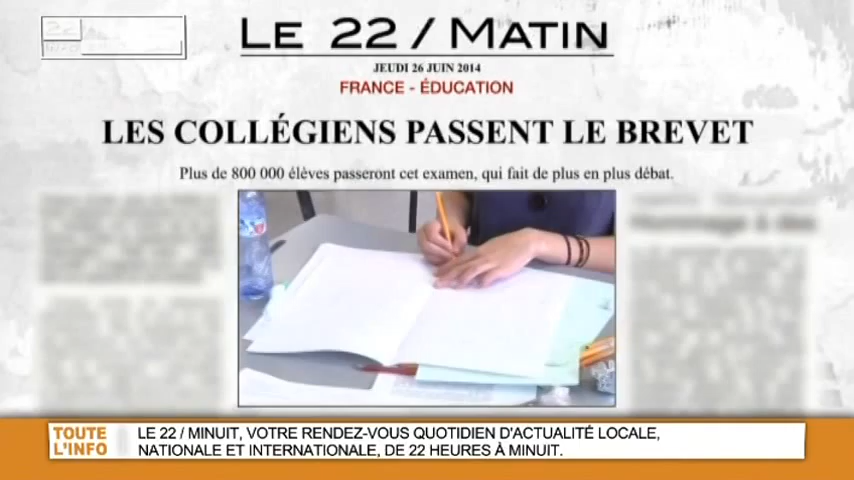 22
LE 22 / MATIN
JEUDI 26 JUIN 2014
FRANCE - ÉDUCATION
LES COLLÉGIENS PASSENT LE BREVET
Plus de 800 000 élèves passeront cet examen, qui fait de plus en plus débat.
TOUTE
L'INFO
LE 22 / MINUIT, VOTRE RENDEZ-VOUS QUOTIDIEN D'ACTUALITÉ LOCALE,
NATIONALE ET INTERNATIONALE, DE 22 HEURES À MINUIT.